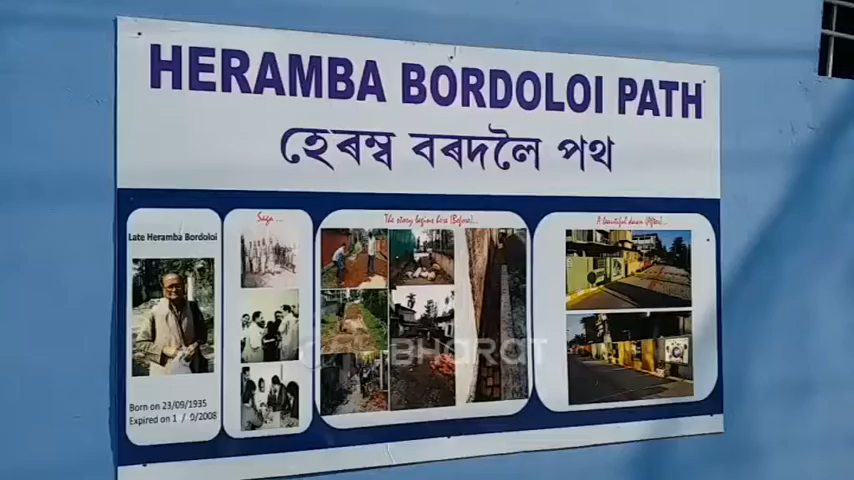 HERAMBA BORDOLOI PATH
হেৰম্ব বৰদলৈ পথ
Late Heramba Bordoloi
Born on 23/09/1935
Expired on 1 / 9/2008
Saga ...
The story begins here (Before)...
A beautiful dawn (After)...
BHARAT